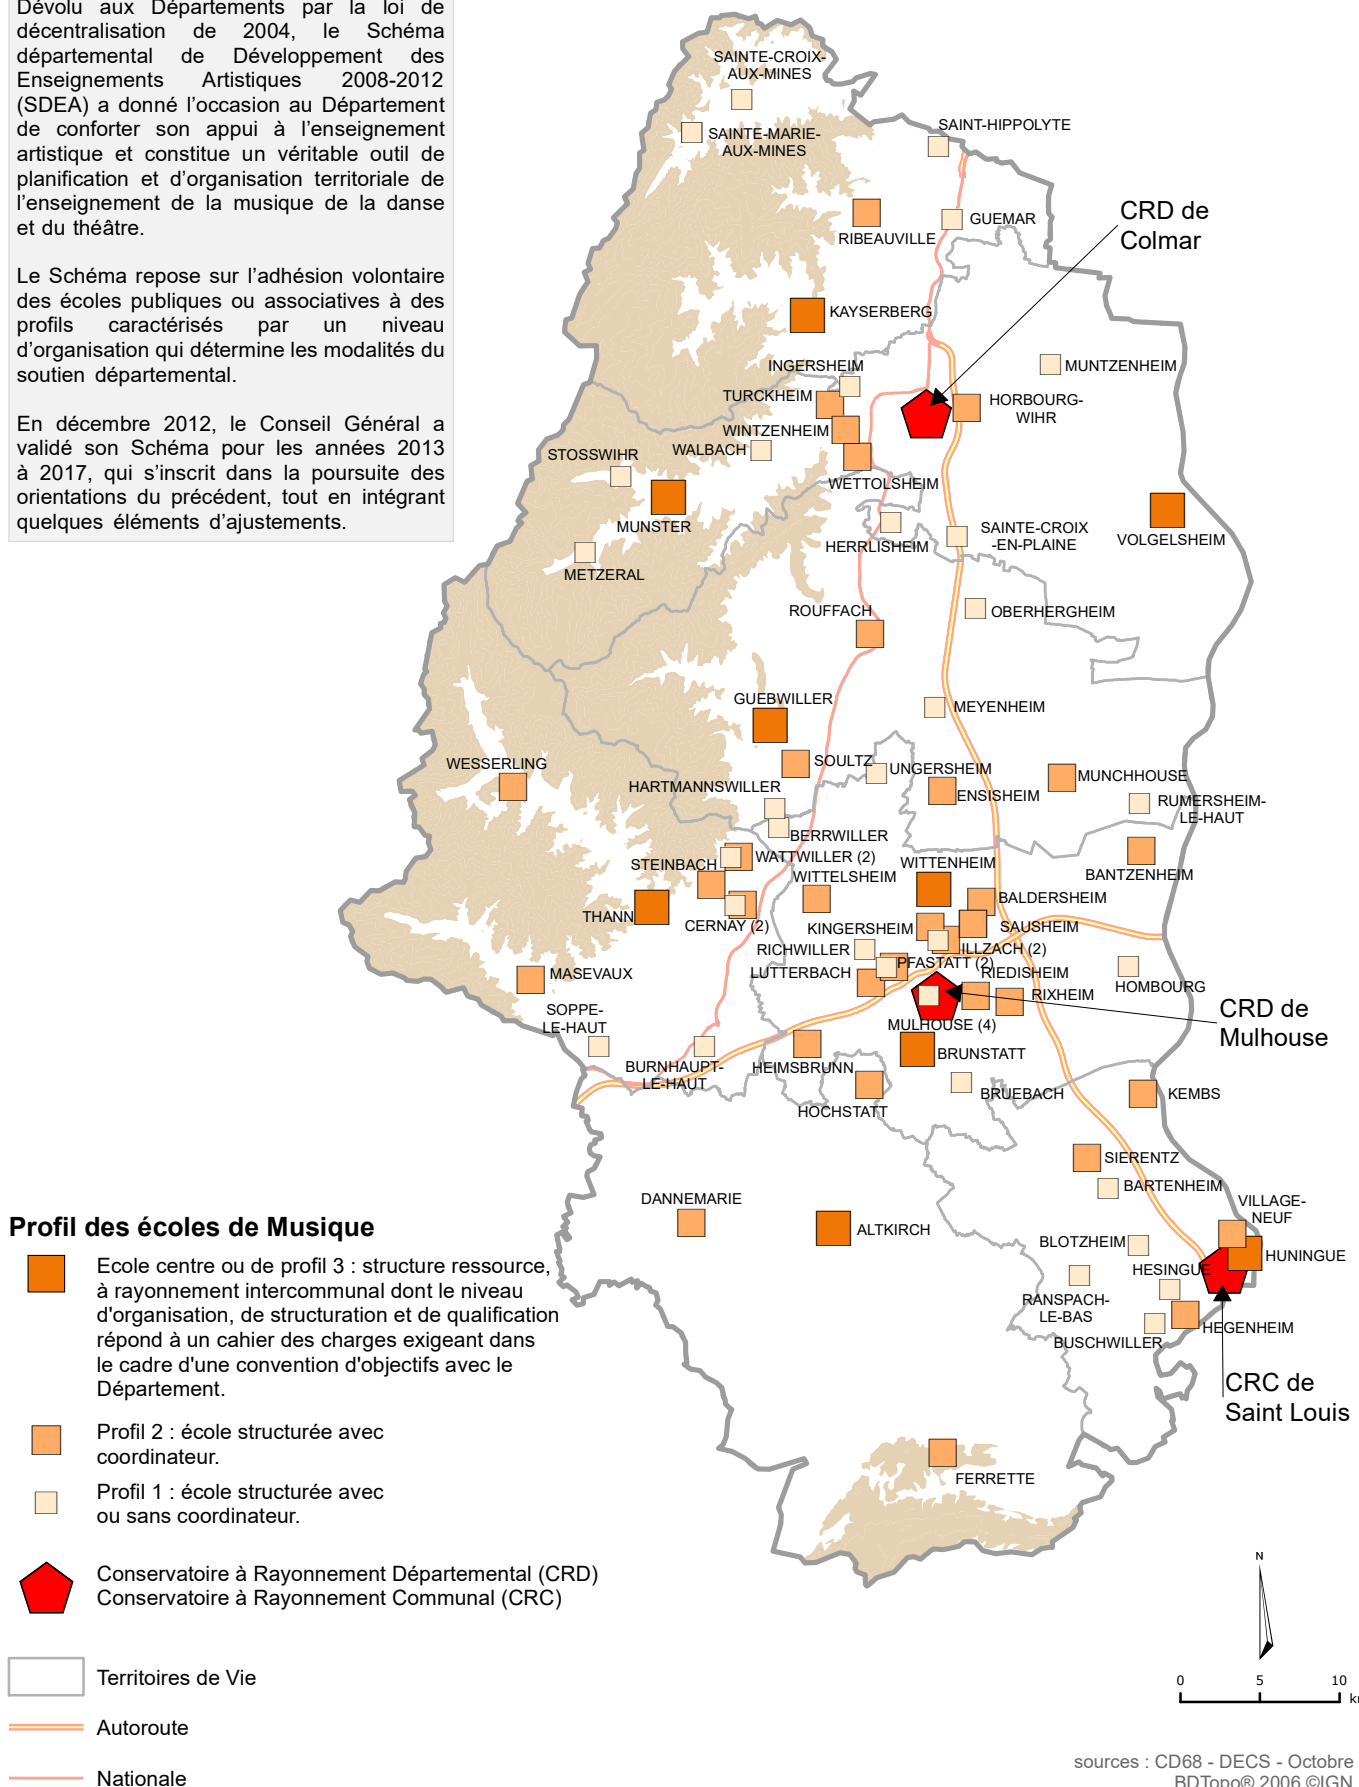 Dévolu aux Départements par la loi de
décentralisation de 2004, le Schéma
départemental de Développement des
Enseignements Artistiques 2008-2012
(SDEA) a donné l’occasion au Département
de conforter son appui à l’enseignement
artistique et constitue un véritable outil de
planification et d’organisation territoriale de
l’enseignement de la musique de la danse
et du théâtre.
Le Schéma repose sur l’adhésion volontaire
des écoles publiques ou associatives à des
profils caractérisés par un niveau
d’organisation qui détermine les modalités du
soutien départemental.
En décembre 2012, le Conseil Général a
validé son Schéma pour les années 2013
à 2017, qui s’inscrit dans la poursuite des
orientations du précédent, tout en intégrant
quelques éléments d’ajustements.
SAINTE-CROIX-
AUX-MINES
SAINTE-MARIE-
AUX-MINES
SAINT-HIPPOLYTE
RIBEAUVILLE
GUEMAR
CRD de
Colmar
KAYSERBERG
INGERSHEIM
MUNTZENHEIM
TURCKHEIM
HORBOURG-
WIHR
WINTZENHEIM
WALBACH
STOSSWIHR
WETTOLSHEIM
MUNSTER
HERRLISHEIM
SAINTE-CROIX
-EN-PLAINE
VOLGELSHEIM
METZERAL
ROUFFACH
OBERHERGHEIM
GUEBWILLER
MEYENHEIM
WESSERLING
SOULTZ
UNGERSHEIM
MUNCHHOUSE
HARTMANNSWILLER
ENSISHEIM
RUMERSHEIM-
LE-HAUT
BERRWILLER
STEINBACH
WATTWILLER (2)
WITTENHEIM
BANTZENHEIM
WITTELSHEIM
BALDERSHEIM
THANN
CERNAY (2)
KINGERSHEIM
SAUSHEIM
RICHWILLER
ILLZACH (2)
PFASTATT (2)
LUTTERBACH
RIEDISHEIM
MASEVAUX
HOMBOURG
RIXHEIM
SOPPE-
LE-HAUT
MULHOUSE (4)
CRD de
Mulhouse
BURNHAUPT-
LE-HAUT
HEIMSBRUNN
BRUNSTATT
HOCHSTATT
BRUEBACH
KEMBS
SIERENTZ
BARTENHEIM
DANNEMARIE
VILLAGE-
NEUF
ALTKIRCH
BLOTZHEIM
HUNINGUE
HESINGUE
RANSPACH-
LE-BAS
HEGENHEIM
BUSCHWILLER
CRC de
Saint Louis
FERRETTE
Profil des écoles de Musique
Ecole centre ou de profil 3 : structure ressource,
à rayonnement intercommunal dont le niveau
d'organisation, de structuration et de qualification
répond à un cahier des charges exigeant dans
le cadre d'une convention d'objectifs avec le
Département.
Profil 2 : école structurée avec
coordinateur.
Profil 1 : école structurée avec
ou sans coordinateur.
Conservatoire à Rayonnement Départemental (CRD)
Conservatoire à Rayonnement Communal (CRC)
Territoires de Vie
Autoroute
Nationale
N
0 5 10
sources : CD68 - DECS - Octobre
BDTopo® 2006 ©IGN